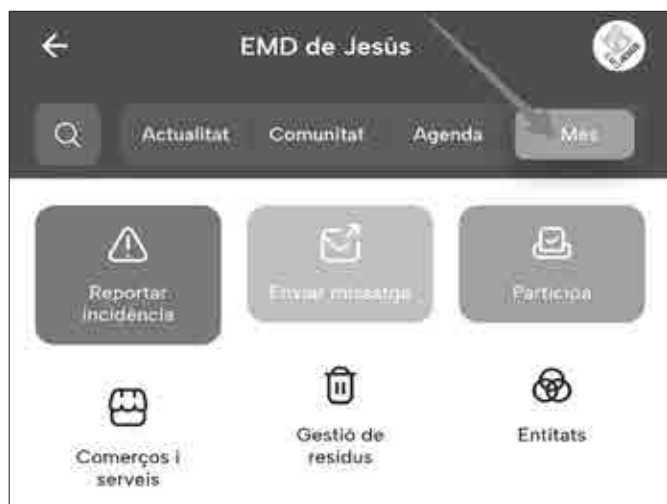 EMD de Jesús
Actualitat
Comunitat
Agenda
Més
Reportar
incidència
Enviar missatge
Participa
Comerços i
serveis
Gestió de
residus
Entitats